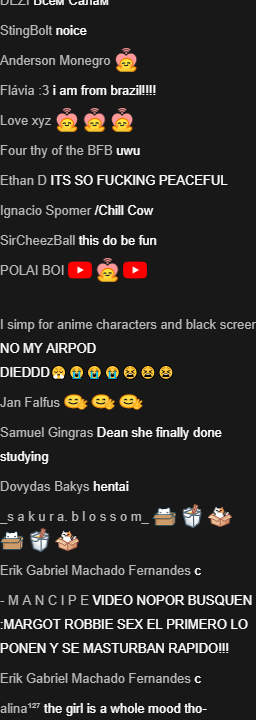 DEZI Всем Салам
StingBolt noice
Anderson Monegro
Flávia :3 i am from brazil!!!!
Love xyz
Four thy of the BFB uwu
Ethan D ITS SO FUCKING PEACEFUL
Ignacio Spomer /Chill Cow
SirCheezBall this do be fun
POLAI BOI
I simp for anime characters and black screer
NO MY AIRPOD
DIEDDD😤😭😭😭😫😫😫
Jan Falfus
Samuel Gingras Dean she finally done
studying
Dovydas Bakys hentai
_s a k u r a. b l o s s o m_
Erik Gabriel Machado Fernandes c
- M A N C I P E VIDEO NOPOR BUSQUEN
:MARGOT ROBBIE SEX EL PRIMERO LO
PONEN Y SE MASTURBAN RAPIDO!!!
Erik Gabriel Machado Fernandes c
alina¹²⁷ the girl is a whole mood tho-